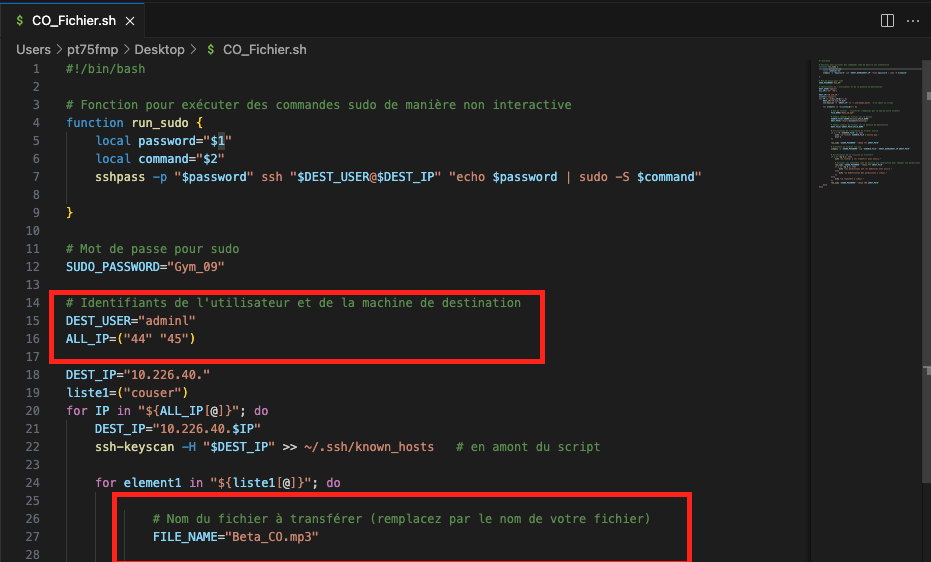 $ CO_Fichier.sh ×
Users > pt75fmp > Desktop > $ CO_Fichier.sh
1 #!/bin/bash
2
3 # Fonction pour exécuter des commandes sudo de manière non interactive
4 function run_sudo {
5 local password="$1"
6 local command="$2"
7 sshpass -p "$password" ssh "$DEST_USER@$DEST_IP" "echo $password | sudo -S $command"
8
9 }
10
11 # Mot de passe pour sudo
12 SUDO_PASSWORD="Gym_09"
13
14 # Identifiants de l'utilisateur et de la machine de destination
15 DEST_USER="adminl"
16 ALL_IP=("44" "45")
17
18 DEST_IP="10.226.40."
19 liste1=("couser")
20 for IP in "${ALL_IP[@]}"; do
21 DEST_IP="10.226.40.$IP"
22 ssh-keyscan -H "$DEST_IP" >> ~/.ssh/known_hosts # en amont du script
23
24 for element1 in "${liste1[@]}"; do
25
26 # Nom du fichier à transférer (remplacez par le nom de votre fichier)
27 FILE_NAME="Beta_CO.mp3"
28